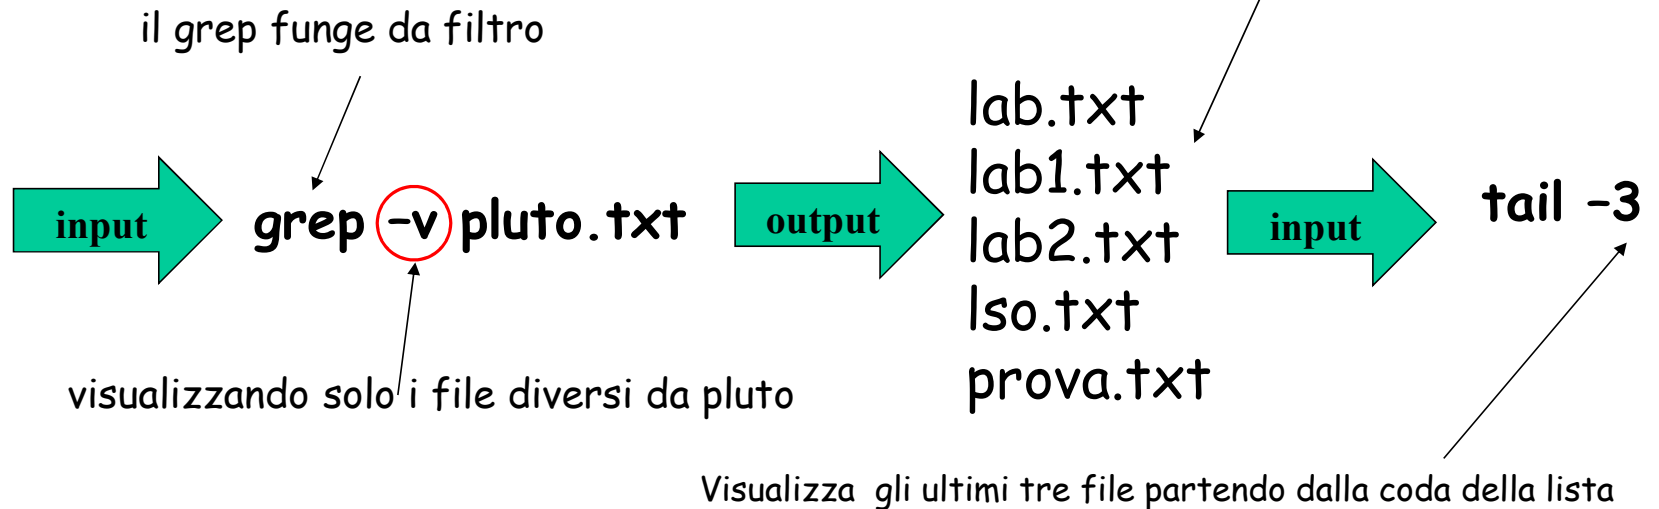 il grep funge da filtro
input
grep -v pluto.txt
output
lab.txt
lab1.txt
lab2.txt
lso.txt
prova.txt
input
tail -3
visualizzando solo i file diversi da pluto
Visualizza gli ultimi tre file partendo dalla coda della lista